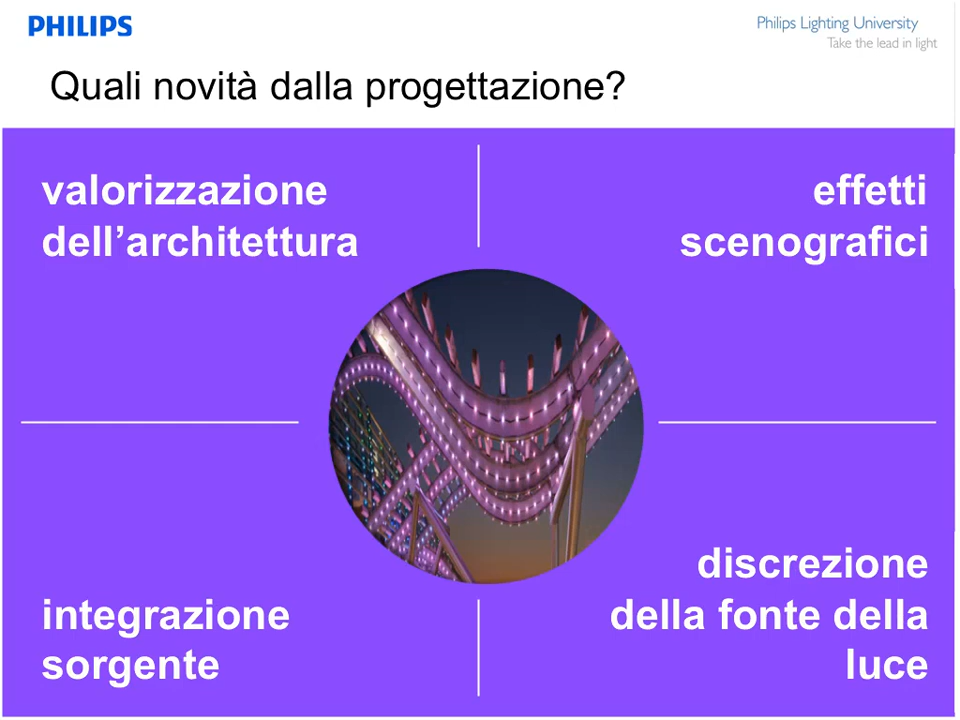 PHILIPS
Philips Lighting University
Take the lead in light
Quali novità dalla progettazione?
valorizzazione
dell’architettura
effetti
scenografici
integrazione
sorgente
discrezione
della fonte della
luce